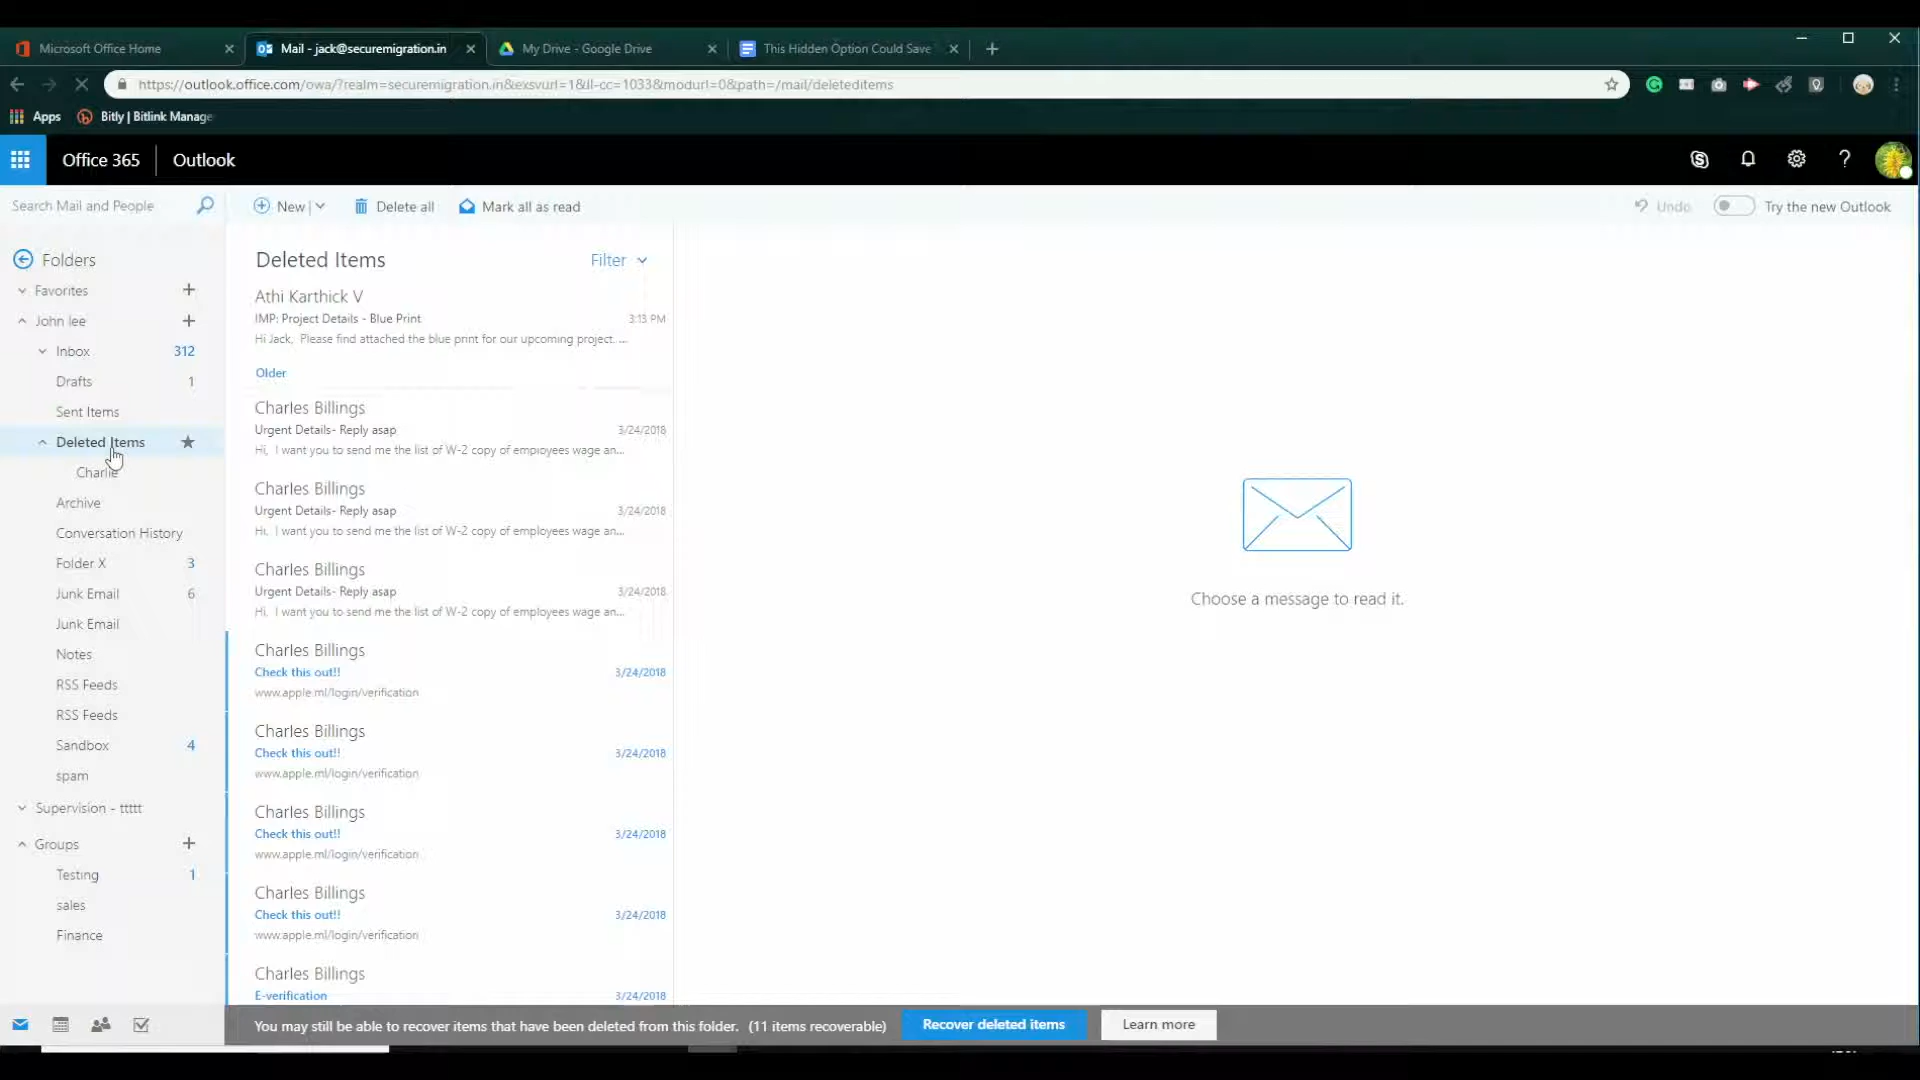 Microsoft Office Home
Mail - jack@securemigration.in
My Drive - Google Drive
This Hidden Option Could Save
https://outlook.office.com/owa/?realm=securemigration.in&exsvurl=1&ll-cc=1033&modurl=0&path=/mail/deleteditems
Apps
Bitly | Bitlink Manage
Office 365
Outlook
?
Search Mail and People
New
Delete all
Mark all as read
Undo
Try the new Outlook
Folders
Favorites
John lee
Inbox 312
Drafts 1
Sent Items
Deleted Items
Charlie
Archive
Conversation History
Folder X 3
Junk Email 6
Junk Email
Notes
RSS Feeds
RSS Feeds
Sandbox 4
spam
Supervision - ttttt
Groups
Testing 1
sales
Finance
Deleted Items
Filter
Athi Karthick V
IMP: Project Details - Blue Print 3:13 PM
Hi Jack, Please find attached the blue print for our upcoming project. ...
Older
Charles Billings
Urgent Details- Reply asap 3/24/2018
Hi, I want you to send me the list of W-2 copy of employees wage an...
Charles Billings
Urgent Details- Reply asap 3/24/2018
Hi, I want you to send me the list of W-2 copy of employees wage an...
Charles Billings
Urgent Details- Reply asap 3/24/2018
Hi, I want you to send me the list of W-2 copy of employees wage an...
Charles Billings
Check this out!! 3/24/2018
www.apple.ml/login/verification
Charles Billings
Check this out!! 3/24/2018
www.apple.ml/login/verification
Charles Billings
Check this out!! 3/24/2018
www.apple.ml/login/verification
Charles Billings
Check this out!! 3/24/2018
www.apple.ml/login/verification
Charles Billings
E-verification 3/24/2018
Choose a message to read it.
You may still be able to recover items that have been deleted from this folder. (11 items recoverable)
Recover deleted items
Learn more